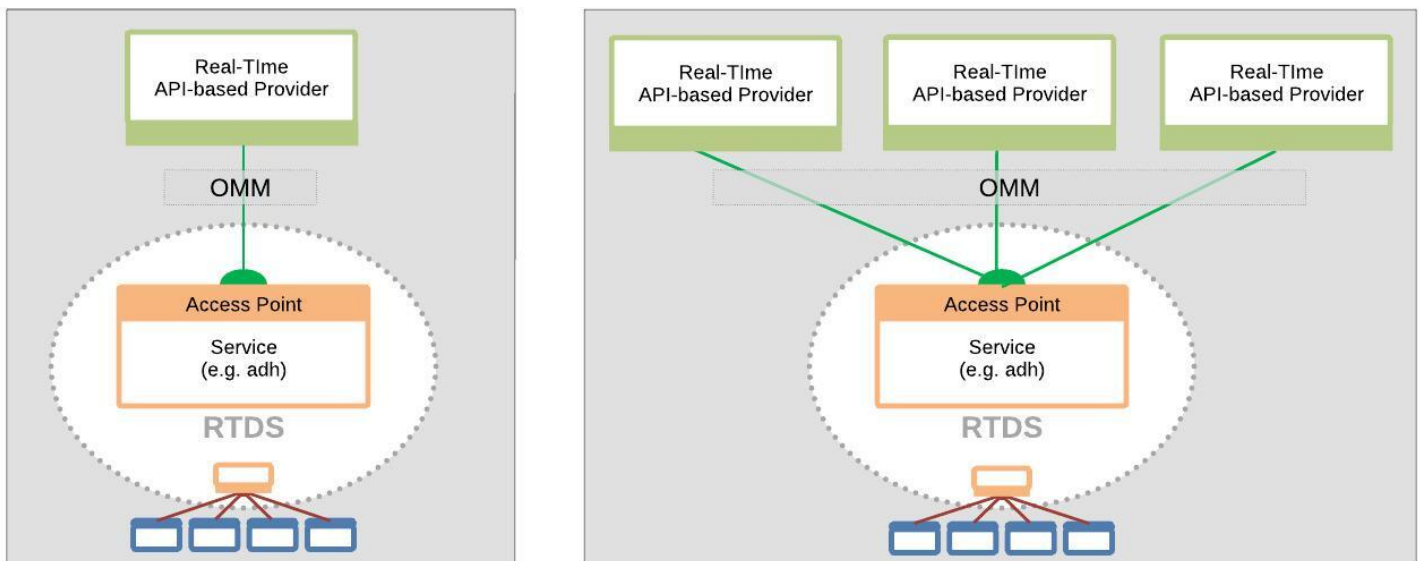 Real-TIme
API-based Provider
OMM
Access Point
Service
(e.g. adh)
RTDS
Real-TIme
API-based Provider
Real-TIme
API-based Provider
Real-TIme
API-based Provider
OMM
Access Point
Service
(e.g. adh)
RTDS